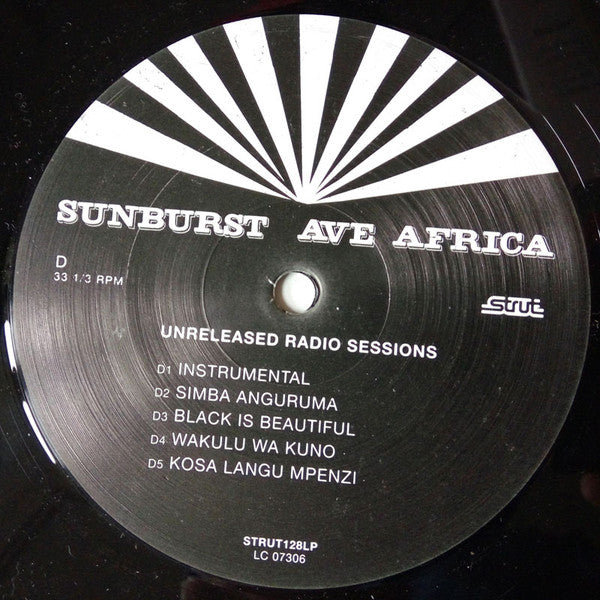 SUNBURST AVE AFRICA
D
33 1/3 RPM
Strut
UNRELEASED RADIO SESSIONS
D1 INSTRUMENTAL
D2 SIMBA ANGURUMA
D3 BLACK IS BEAUTIFUL
D4 WAKULU WA KUNO
D5 KOSA LANGU MPENZI
STRUT128LP
LC 07306